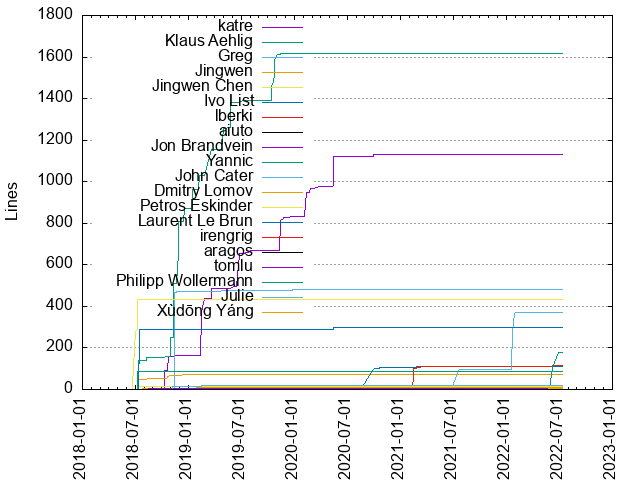 1800
1600
1400
1200
1000
800
600
400
200
0
Lines
katre
Klaus Aehlig
Greg
Jingwen
Jingwen Chen
Ivo List
lberki
aiuto
Jon Brandvein
Yannic
John Cater
Dmitry Lomov
Petros Eskinder
Laurent Le Brun
irengrig
aragos
tomlu
Philipp Wollermann
Julie
Xùdōng Yáng
2018-01-01
2018-07-01
2019-01-01
2019-07-01
2020-01-01
2020-07-01
2021-01-01
2021-07-01
2022-01-01
2022-07-01
2023-01-01